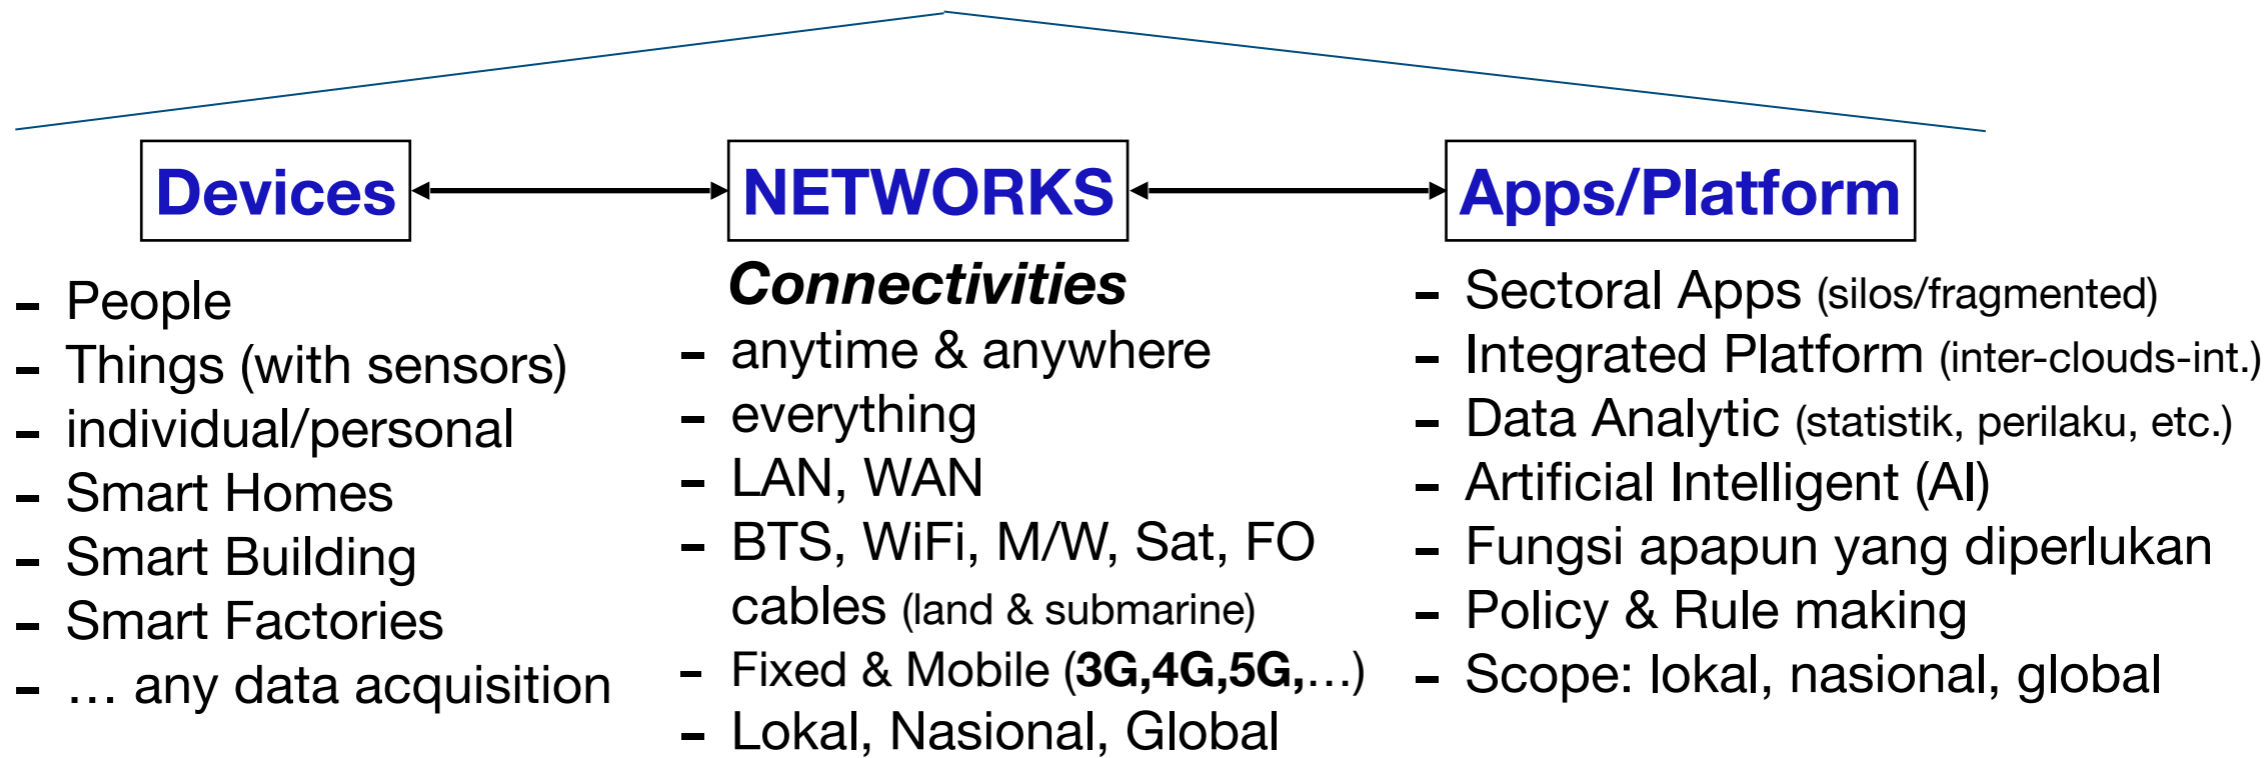 Devices
- People
- Things (with sensors)
- individual/personal
- Smart Homes
- Smart Building
- Smart Factories
- … any data acquisition
NETWORKS
Connectivities
- anytime & anywhere
- everything
- LAN, WAN
- BTS, WiFi, M/W, Sat, FO
cables (land & submarine)
- Fixed & Mobile (3G,4G,5G,…)
- Lokal, Nasional, Global
Apps/Platform
- Sectoral Apps (silos/fragmented)
- Integrated Platform (inter-clouds-int.)
- Data Analytic (statistik, perilaku, etc.)
- Artificial Intelligent (AI)
- Fungsi apapun yang diperlukan
- Policy & Rule making
- Scope: lokal, nasional, global